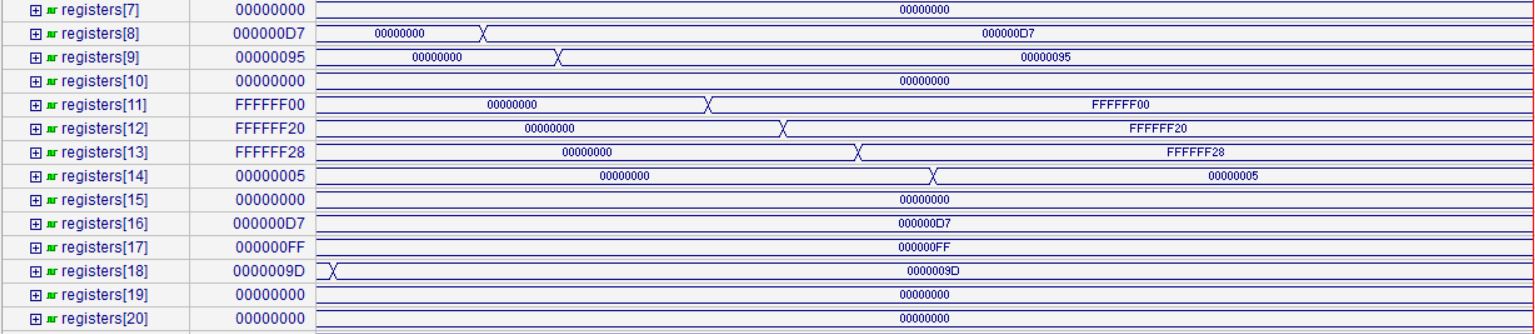 registers[7] 00000000 00000000
registers[8] 000000D7 00000000 000000D7
registers[9] 00000095 00000000 00000095
registers[10] 00000000 00000000
registers[11] FFFFFF00 00000000 FFFFFF00
registers[12] FFFFFF20 00000000 FFFFFF20
registers[13] FFFFFF28 00000000 FFFFFF28
registers[14] 00000005 00000000 00000005
registers[15] 00000000 00000000
registers[16] 000000D7 000000D7
registers[17] 000000FF 000000FF
registers[18] 0000009D 0000009D
registers[19] 00000000 00000000
registers[20] 00000000 00000000